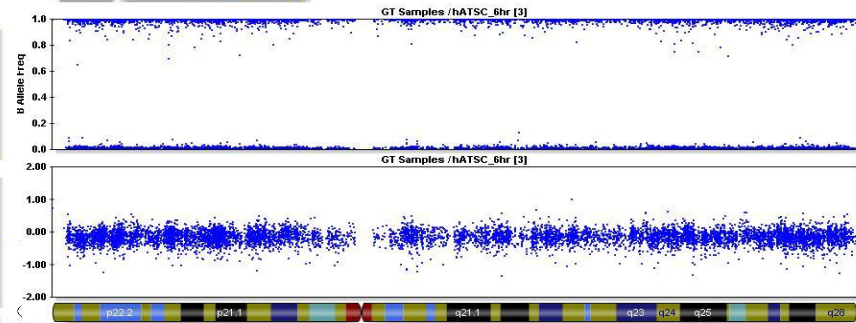 GT Samples /hATSC_6hr [3]
1.0
0.8
0.6
0.4
0.2
0.0
B Allele Freq
GT Samples /hATSC_6hr [3]
2.00
1.00
0.00
-1.00
-2.00
p22.2 p21.1 q21.1 q23 q24 q25 q28